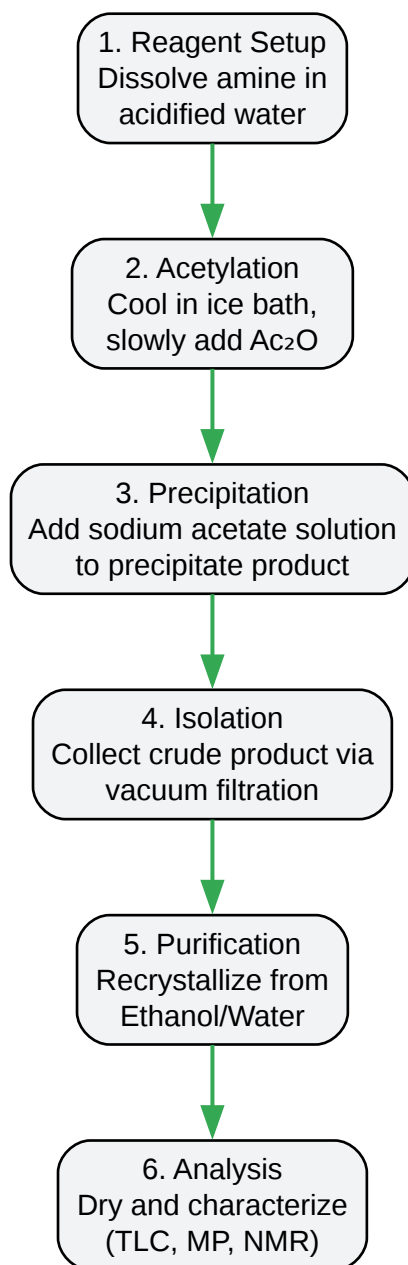 1. Reagent Setup
Dissolve amine in
acidified water
2. Acetylation
Cool in ice bath,
slowly add Ac₂O
3. Precipitation
Add sodium acetate solution
to precipitate product
4. Isolation
Collect crude product via
vacuum filtration
5. Purification
Recrystallize from
Ethanol/Water
6. Analysis
Dry and characterize
(TLC, MP, NMR)